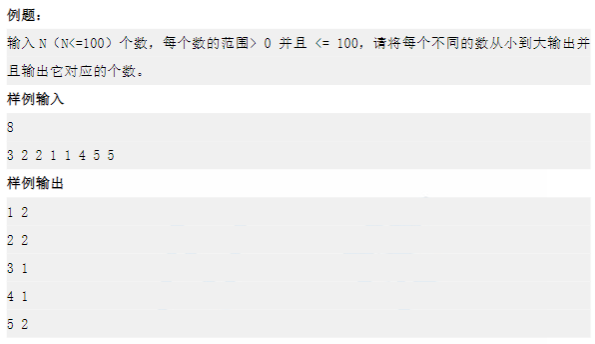 例题：
输入N（N<=100）个数，每个数的范围> 0 并且 <= 100，请将每个不同的数从小到大输出并
且输出它对应的个数。
样例输入
8
3 2 2 1 1 4 5 5
样例输出
1 2
2 2
3 1
4 1
5 2